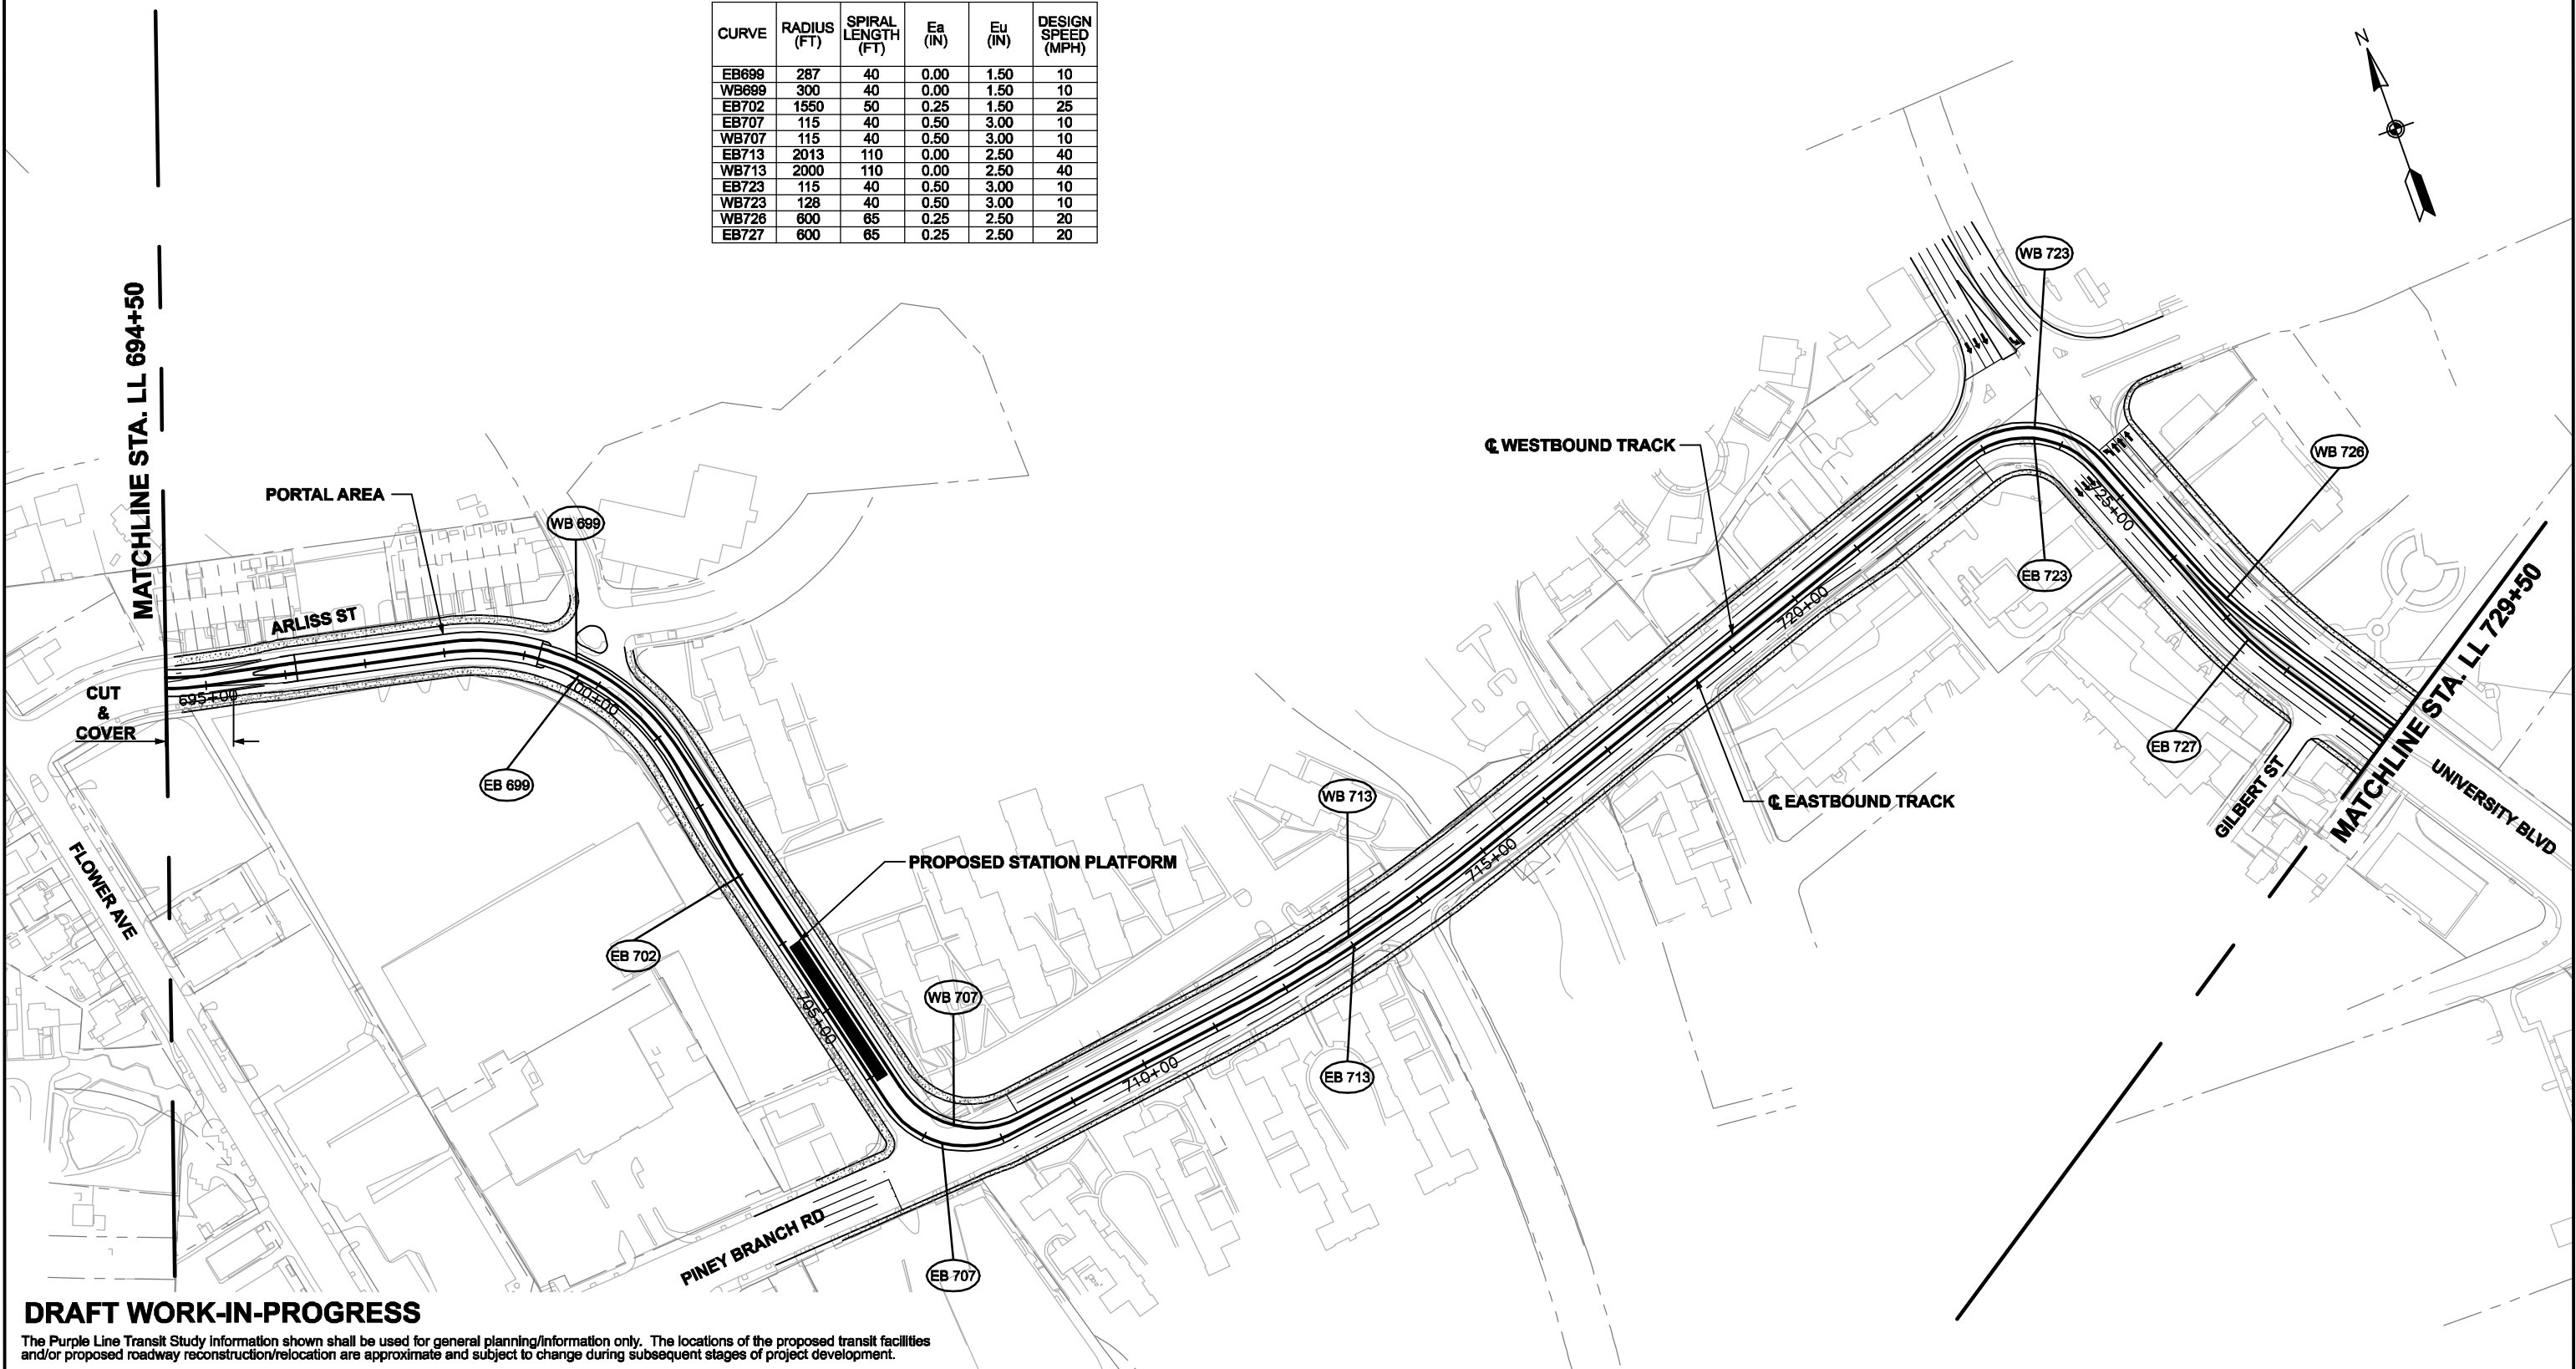 CURVE RADIUS (FT) SPIRAL LENGTH (FT) Ea (IN) Eu (IN) DESIGN SPEED (MPH)
EB699 287 40 0.00 1.50 10
WB699 300 40 0.00 1.50 10
EB702 1550 50 0.25 1.50 25
EB707 115 40 0.50 3.00 10
WB707 115 40 0.50 3.00 10
EB713 2013 110 0.00 2.50 40
WB713 2000 110 0.00 2.50 40
EB723 115 40 0.50 3.00 10
WB723 128 40 0.50 3.00 10
WB726 600 65 0.25 2.50 20
EB727 600 65 0.25 2.50 20
N
MATCHLINE STA. LL 694+50
WB 723
℄ WESTBOUND TRACK
WB 726
PORTAL AREA
WB 699
725+00
EB 723
ARLISS ST
720+00
MATCHLINE STA. LL 729+50
CUT
&
COVER
695+00
700+00
EB 699
EB 727
WB 713
℄ EASTBOUND TRACK
GILBERT ST
UNIVERSITY BLVD
FLOWER AVE
PROPOSED STATION PLATFORM
715+00
EB 702
WB 707
705+00
710+00
EB 713
PINEY BRANCH RD
EB 707
DRAFT WORK-IN-PROGRESS
The Purple Line Transit Study information shown shall be used for general planning/information only. The locations of the proposed transit facilities
and/or proposed roadway reconstruction/relocation are approximate and subject to change during subsequent stages of project development.